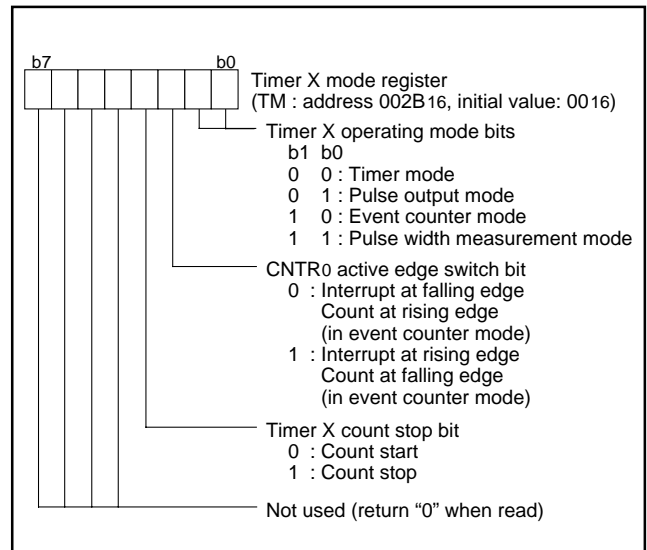 b7 b0
Timer X mode register
(TM : address 002B16, initial value: 0016)
Timer X operating mode bits
b1 b0
0 0 : Timer mode
0 1 : Pulse output mode
1 0 : Event counter mode
1 1 : Pulse width measurement mode
CNTR0 active edge switch bit
0 : Interrupt at falling edge
Count at rising edge
(in event counter mode)
1 : Interrupt at rising edge
Count at falling edge
(in event counter mode)
Timer X count stop bit
0 : Count start
1 : Count stop
Not used (return “0” when read)